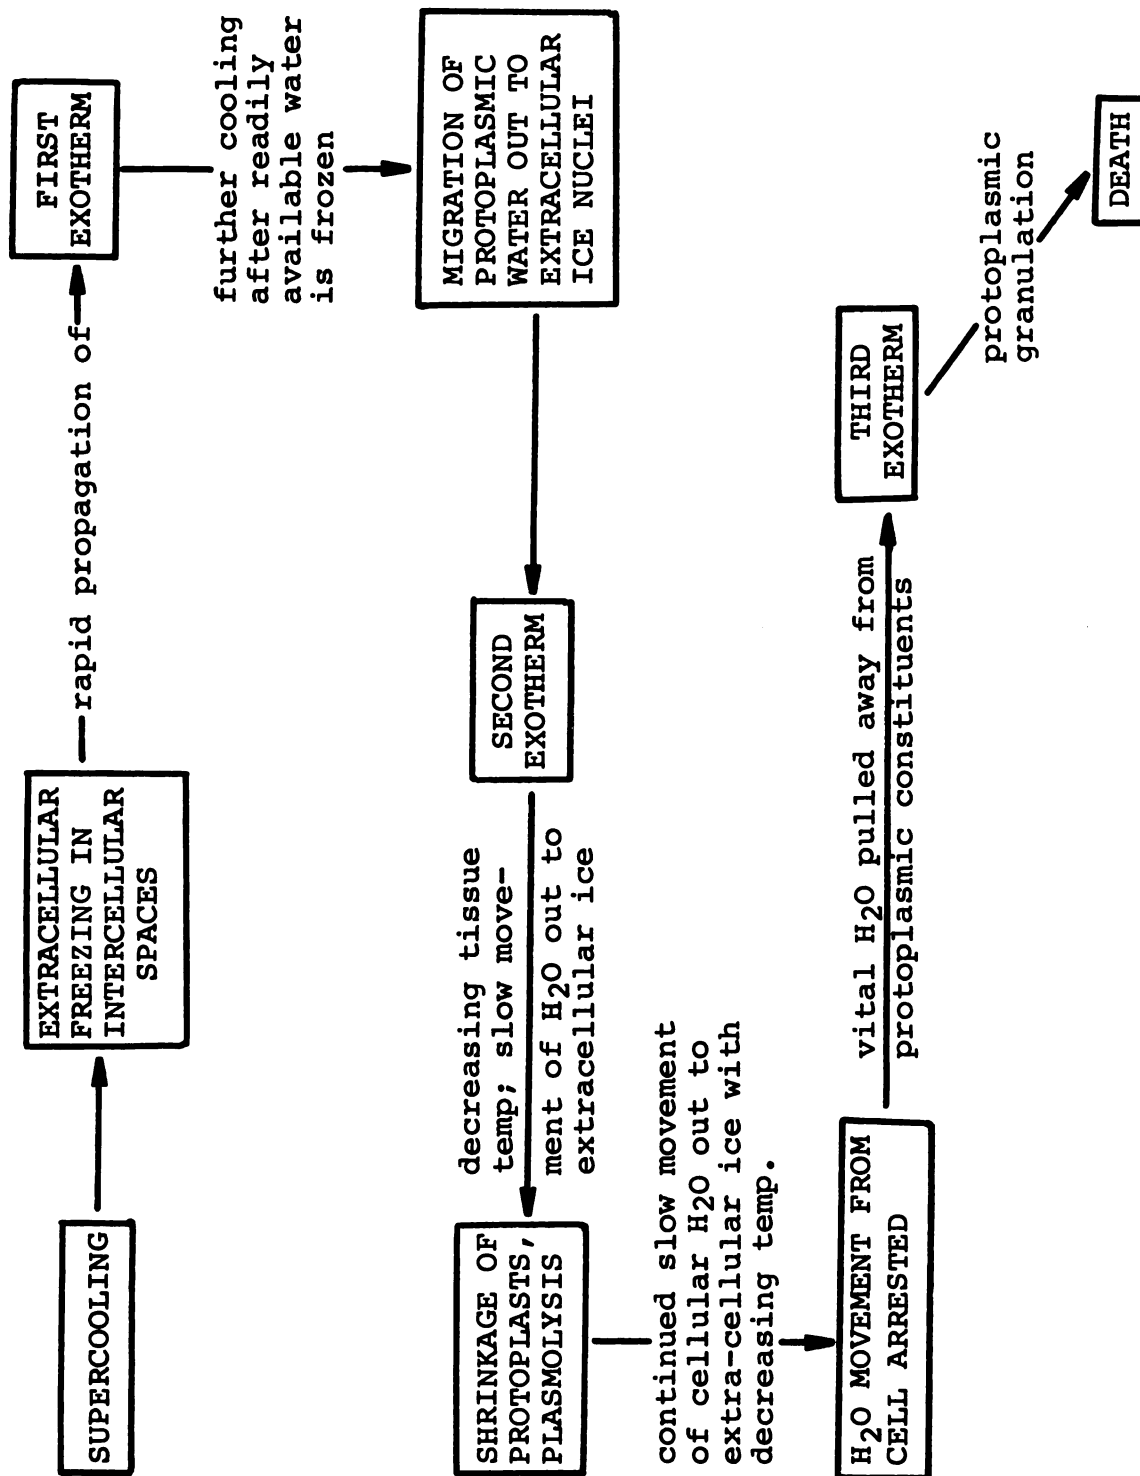 SUPERCOOLING
EXTRACELLULAR
FREEZING IN
INTERCELLULAR
SPACES
rapid propagation of
FIRST
EXOTHERM
further cooling
after readily
available water
is frozen
MIGRATION OF
PROTOPLASMIC
WATER OUT TO
EXTRACELLULAR
ICE NUCLEI
SECOND
EXOTHERM
decreasing tissue
temp; slow move-
ment of H₂O out to
extracellular ice
SHRINKAGE OF
PROTOPLASTS,
PLASMOLYSIS
continued slow movement
of cellular H₂O out to
extra-cellular ice with
decreasing temp.
H₂O MOVEMENT FROM
CELL ARRESTED
vital H₂O pulled away from
protoplasmic constituents
THIRD
EXOTHERM
protoplasmic
granulation
DEATH